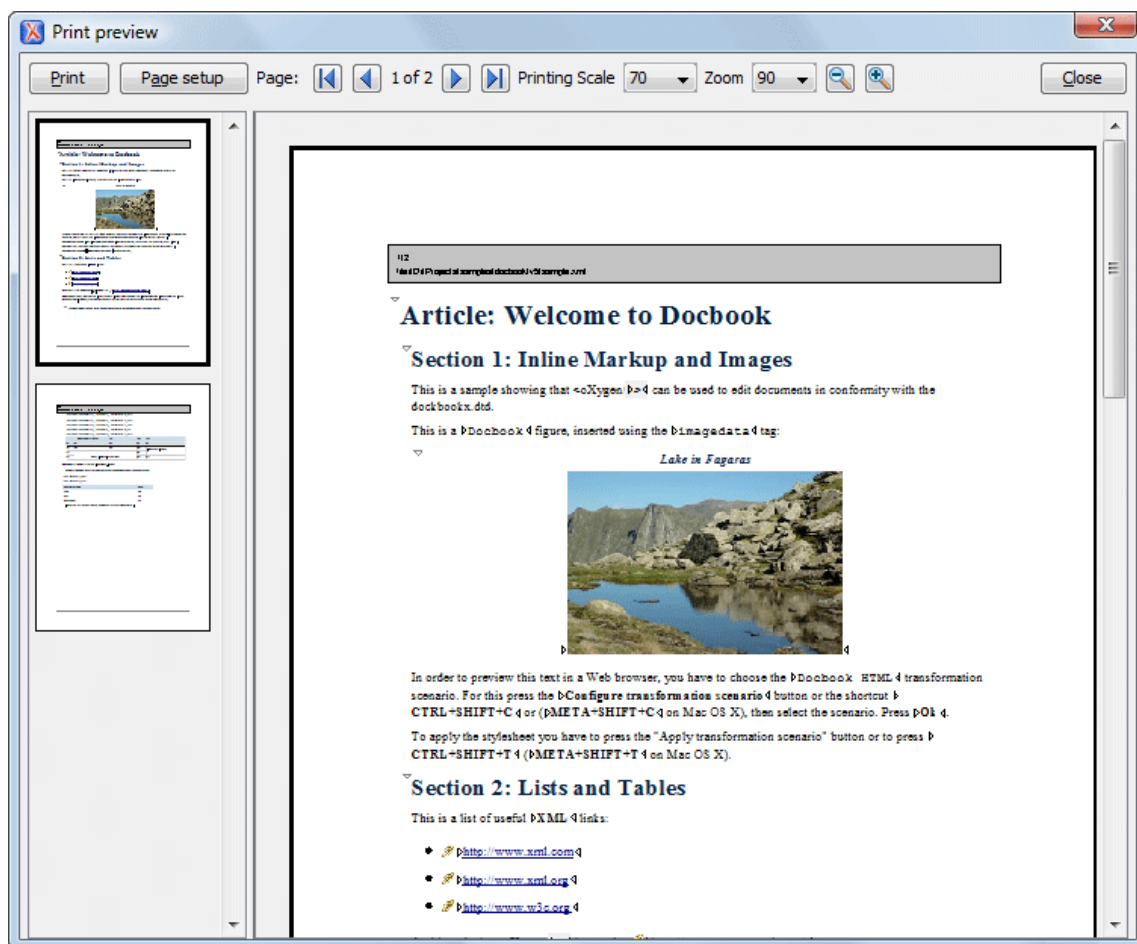 Print preview
Print Page setup Page: 1 of 2 Printing Scale 70 Zoom 90 Close
Article: Welcome to Docbook
Section 1: Inline Markup and Images
This is a sample showing that <oXygen/> can be used to edit documents in conformity with the
dockbookx.dtd.
This is a Docbook figure, inserted using the imagedata tag:
Lake in Fagaras
In order to preview this text in a Web browser, you have to choose the Docbook HTML transformation
scenario. For this press the Configure transformation scenario button or the shortcut
CTRL+SHIFT+C or (META+SHIFT+C on Mac OS X), then select the scenario. Press Ok .
To apply the stylesheet you have to press the "Apply transformation scenario" button or to press
CTRL+SHIFT+T (META+SHIFT+T on Mac OS X).
Section 2: Lists and Tables
This is a list of useful XML links:
http://www.xml.com
http://www.xml.org
http://www.w3c.org